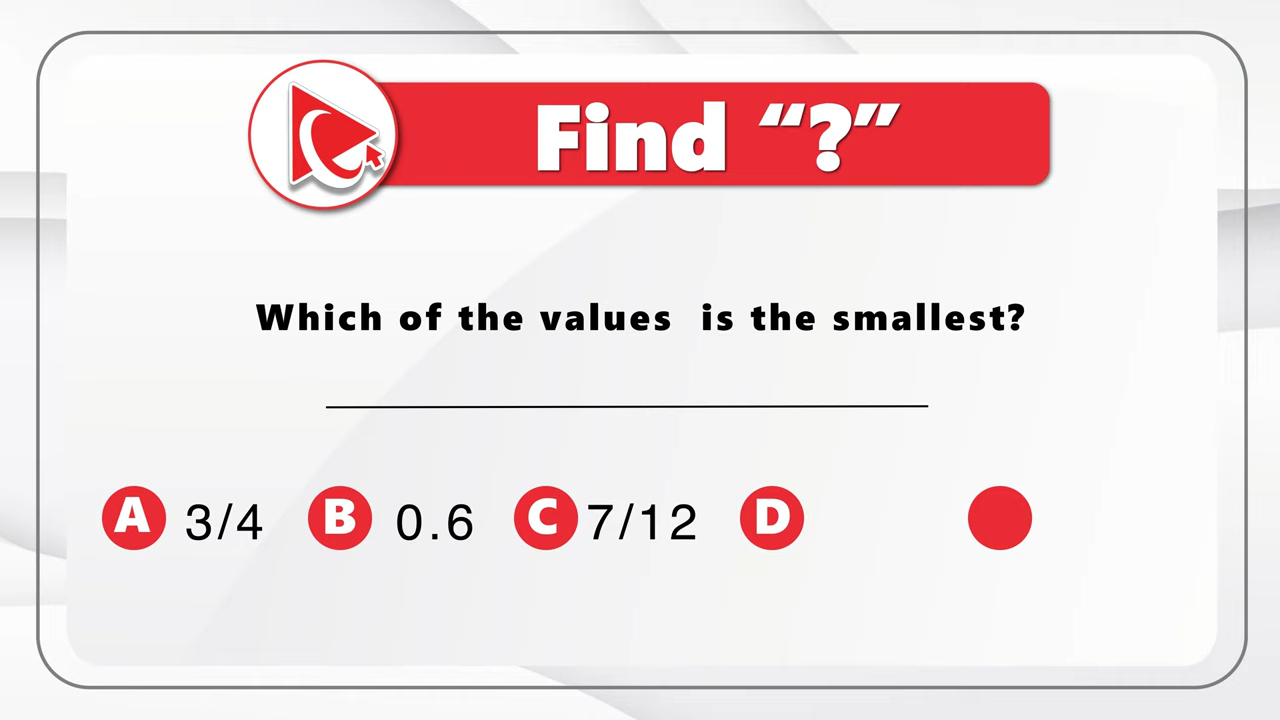 Find “?”
Which of the values is the smallest?
A 3/4 B 0.6 C 7/12 D